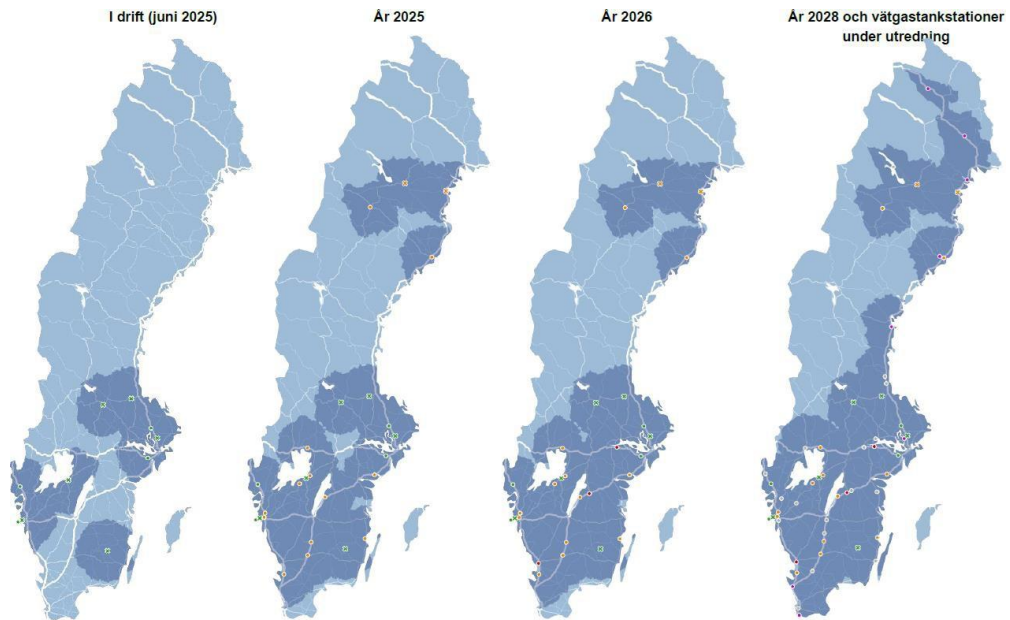 I drift (juni 2025)
År 2025
År 2026
År 2028 och vätgastankstationer
under utredning